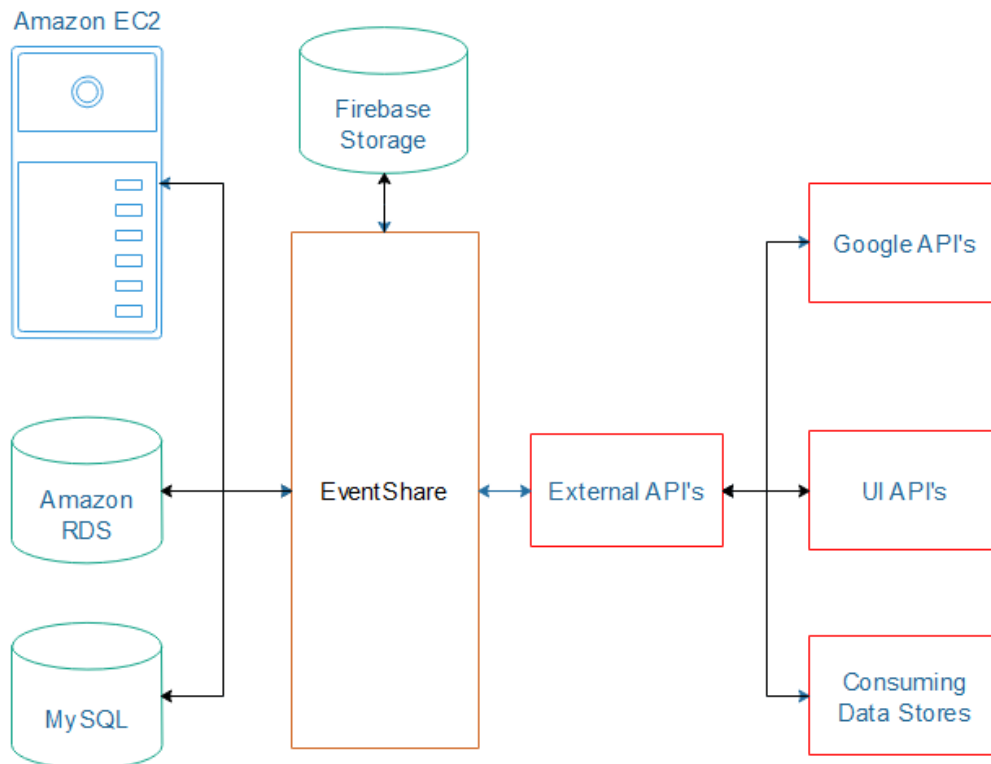 Amazon EC2
Firebase
Storage
Google API's
Amazon
RDS
EventShare
External API's
UI API's
MySQL
Consuming
Data Stores